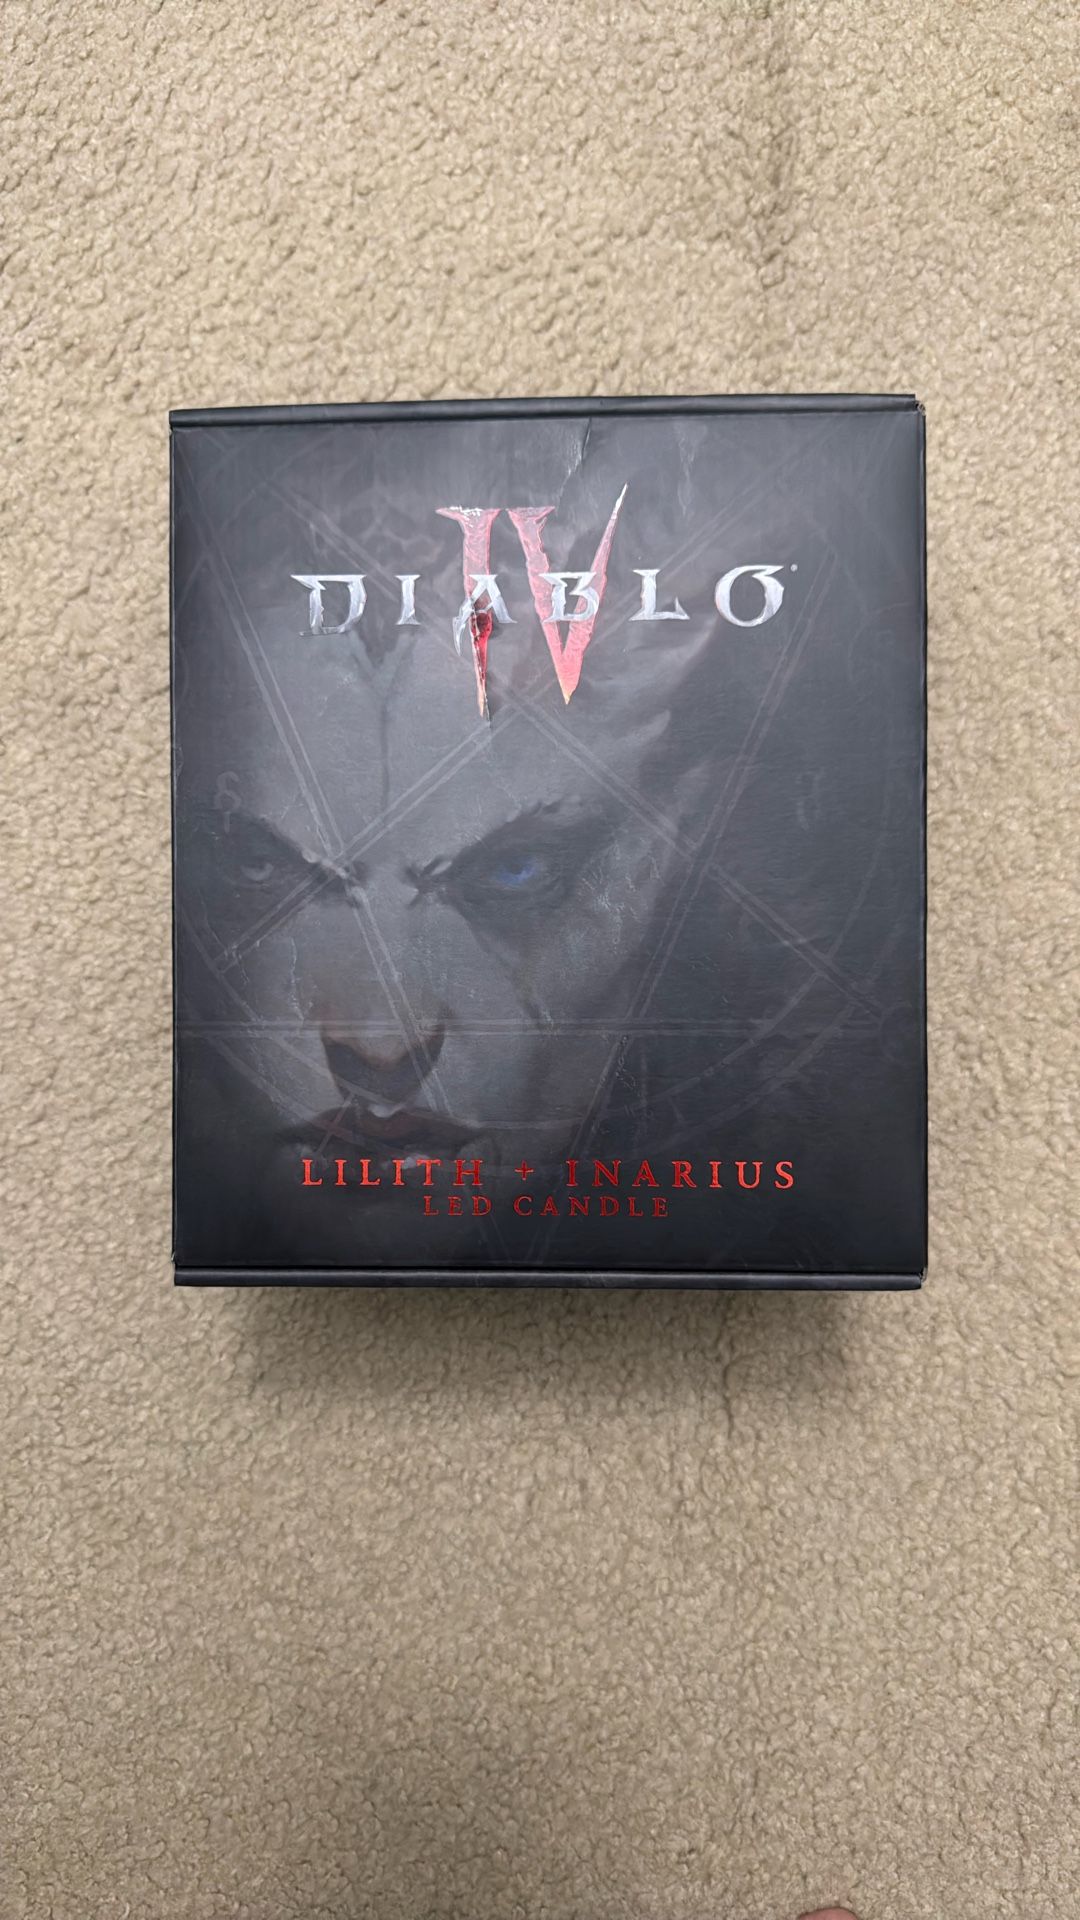 IV
DIABLO
LILITH + INARIUS
LED CANDLE